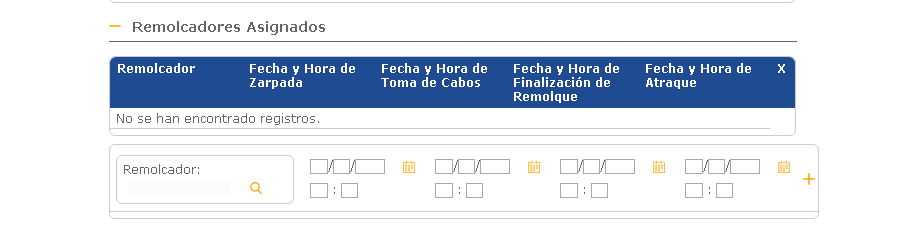 Remolcadores Asignados
Remolcador Fecha y Hora de Zarpada Fecha y Hora de Toma de Cabos Fecha y Hora de Finalización de Remolque Fecha y Hora de Atraque X
No se han encontrado registros.
Remolcador:
/ / / / / / / /
: : : :
+